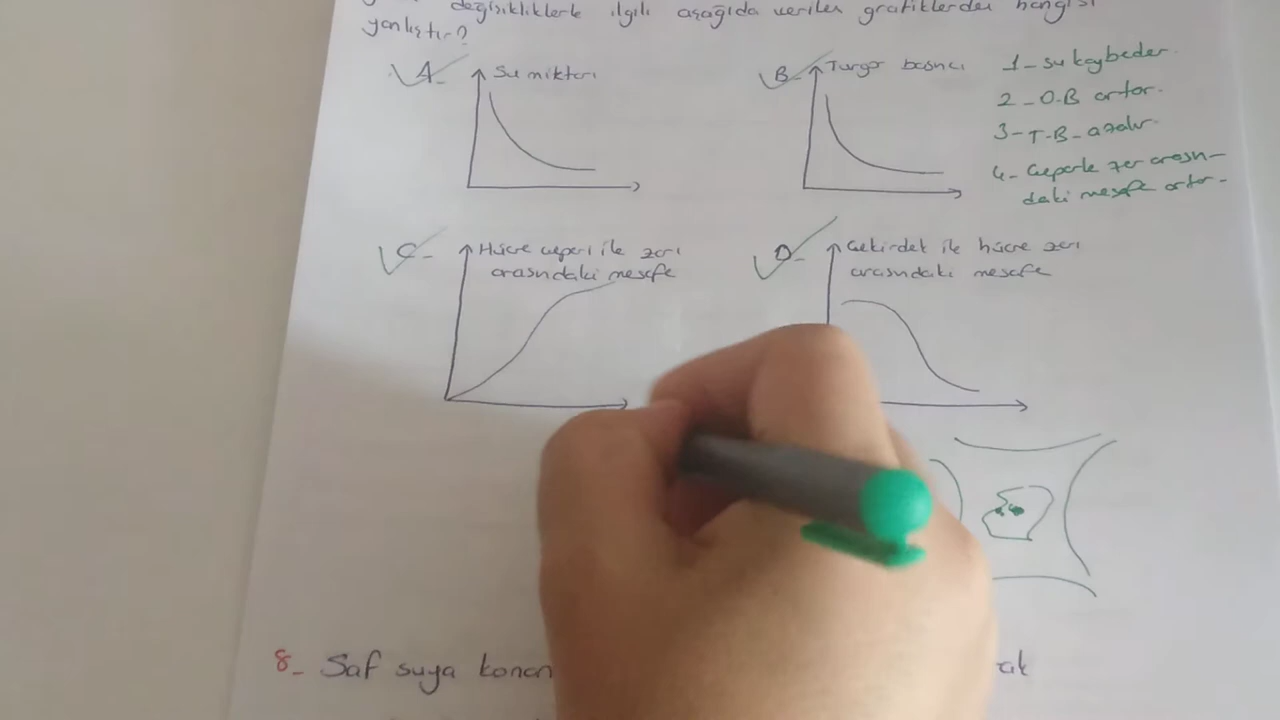 değişikliklerle ilgili aşağıda verilen grafiklerden hangisi
yanlıştır?
A- Su miktarı
B- Turgor basıncı
1- su kaybeder.
2- O.B artar.
3- T.B. azalır.
4- Çeperle zar arasın-
daki mesafe artar.
C- Hücre çeperi ile zarı
arasındaki mesafe
D- Çekirdek ile hücre zarı
arasındaki mesafe
8- Saf suya konan